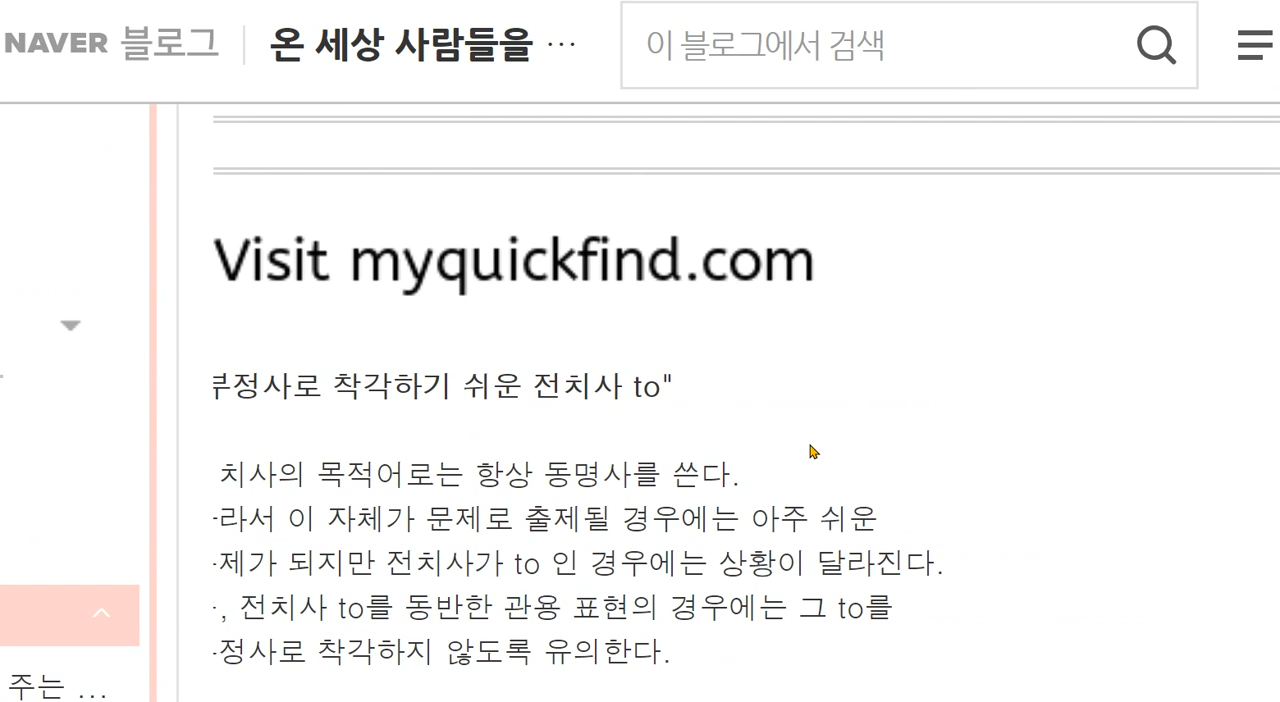 NAVER 블로그 온 세상 사람들을 ... 이 블로그에서 검색
Visit myquickfind.com
정사로 착각하기 쉬운 전치사 to"
치사의 목적어로는 항상 동명사를 쓴다.
라서 이 자체가 문제로 출제될 경우에는 아주 쉬운
제가 되지만 전치사가 to 인 경우에는 상황이 달라진다.
, 전치사 to를 동반한 관용 표현의 경우에는 그 to를
정사로 착각하지 않도록 유의한다.
주는 ...